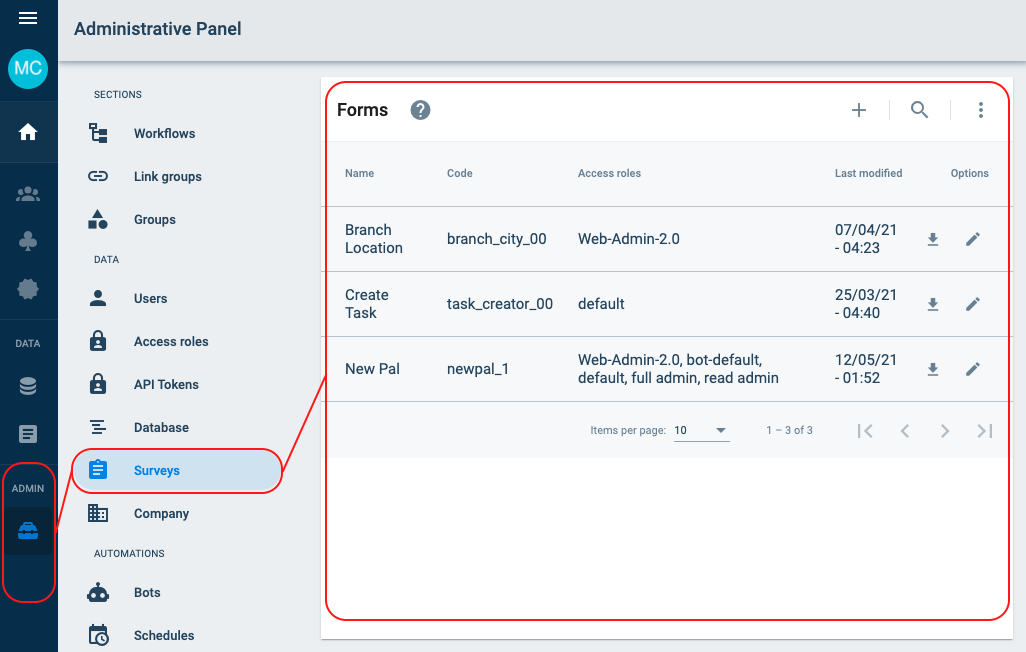 Administrative Panel
MC
SECTIONS
Workflows
Link groups
Groups
DATA
Users
Access roles
API Tokens
Database
Surveys
Company
AUTOMATIONS
Bots
Schedules
DATA
ADMIN
Forms ?
Name Code Access roles Last modified Options
Branch
Location
branch_city_00
Web-Admin-2.0
07/04/21
- 04:23
Create
Task
task_creator_00
default
25/03/21
- 04:40
New Pal
newpal_1
Web-Admin-2.0, bot-default,
default, full admin, read admin
12/05/21
- 01:52
Items per page: 10 1 – 3 of 3